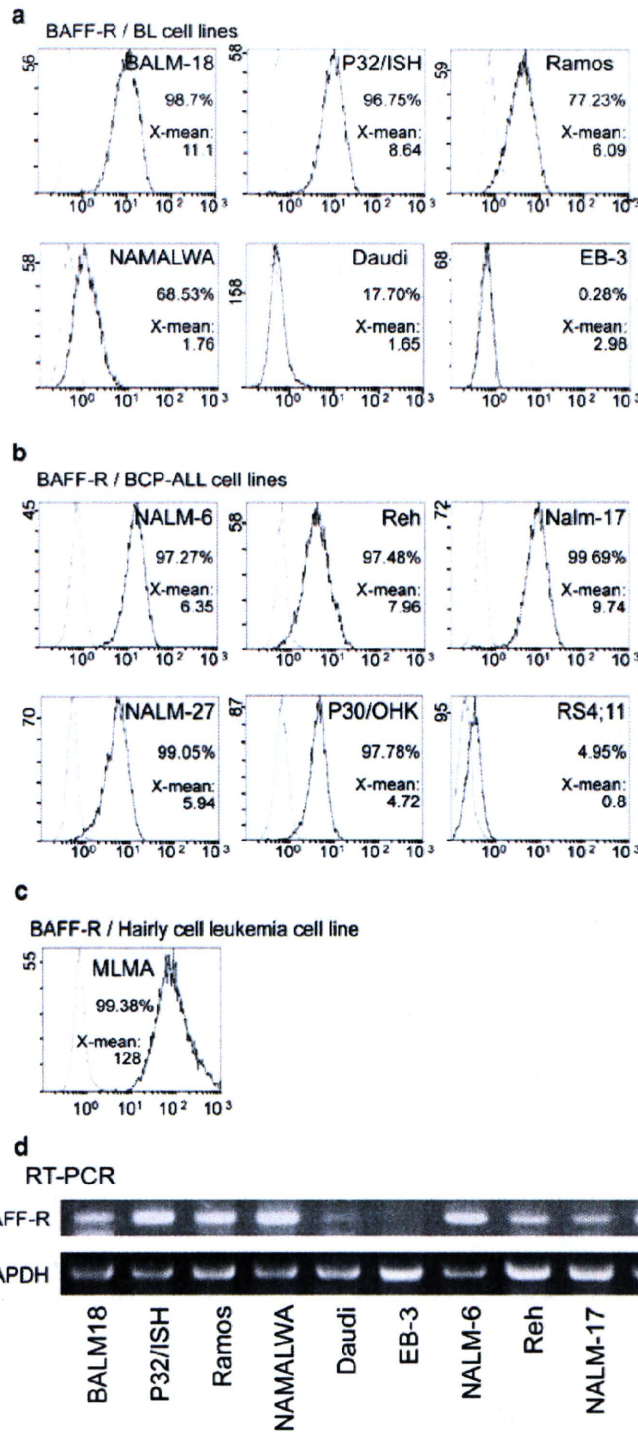 a
BAFF-R / BL cell lines
56
BALM-18
98.7%
X-mean:
11.1
10⁰ 10¹ 10² 10³
58
P32/ISH
96.75%
X-mean:
8.64
10⁰ 10¹ 10² 10³
59
Ramos
77.23%
X-mean:
6.09
10⁰ 10¹ 10² 10³
58
NAMALWA
68.53%
X-mean:
1.76
10⁰ 10¹ 10² 10³
158
Daudi
17.70%
X-mean:
1.65
10⁰ 10¹ 10² 10³
68
EB-3
0.28%
X-mean:
2.98
10⁰ 10¹ 10² 10³
b
BAFF-R / BCP-ALL cell lines
45
NALM-6
97.27%
X-mean:
6.35
10⁰ 10¹ 10² 10³
58
Reh
97.48%
X-mean:
7.96
10⁰ 10¹ 10² 10³
72
Nalm-17
99.69%
X-mean:
9.74
10⁰ 10¹ 10² 10³
70
NALM-27
99.05%
X-mean:
5.94
10⁰ 10¹ 10² 10³
87
P30/OHK
97.78%
X-mean:
4.72
10⁰ 10¹ 10² 10³
95
RS4;11
4.95%
X-mean:
0.8
10⁰ 10¹ 10² 10³
c
BAFF-R / Hairly cell leukemia cell line
55
MLMA
99.38%
X-mean:
128
10⁰ 10¹ 10² 10³
d
RT-PCR
AFF-R
APDH
BALM18
P32/ISH
Ramos
NAMALWA
Daudi
EB-3
NALM-6
Reh
NALM-17